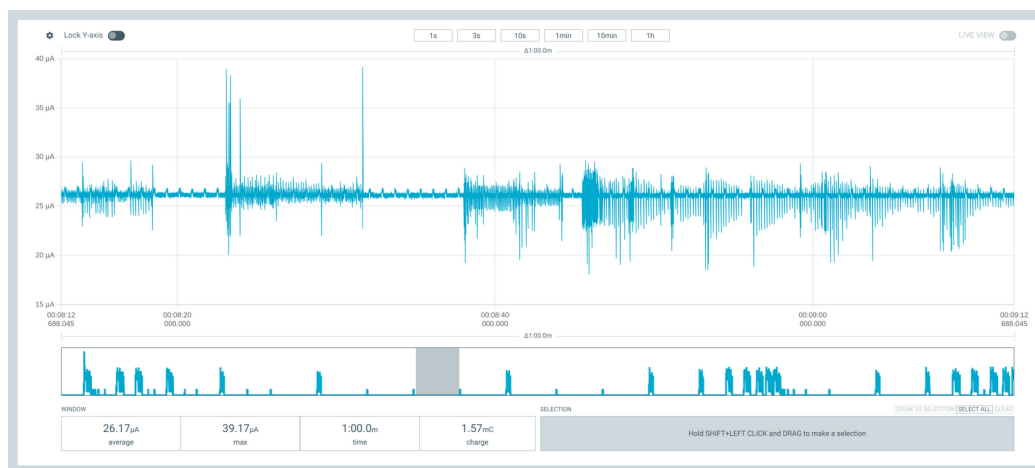 Lock Y-axis
1s 3s 10s 1min 10min 1h
LIVE VIEW
Δ1:00.0m
40 µA
35 µA
30 µA
25 µA
20 µA
15 µA
00:08:12 00:08:20 00:08:40 00:09:00 00:09:12
688.045 000.000 000.000 000.000 688.045
Δ1:00.0m
WINDOW
26.17µA 39.17µA 1:00.0m 1.57mC
average max time charge
SELECTION
ZOOM TO SELECTION SELECT ALL CLEAR
Hold SHIFT+LEFT CLICK and DRAG to make a selection